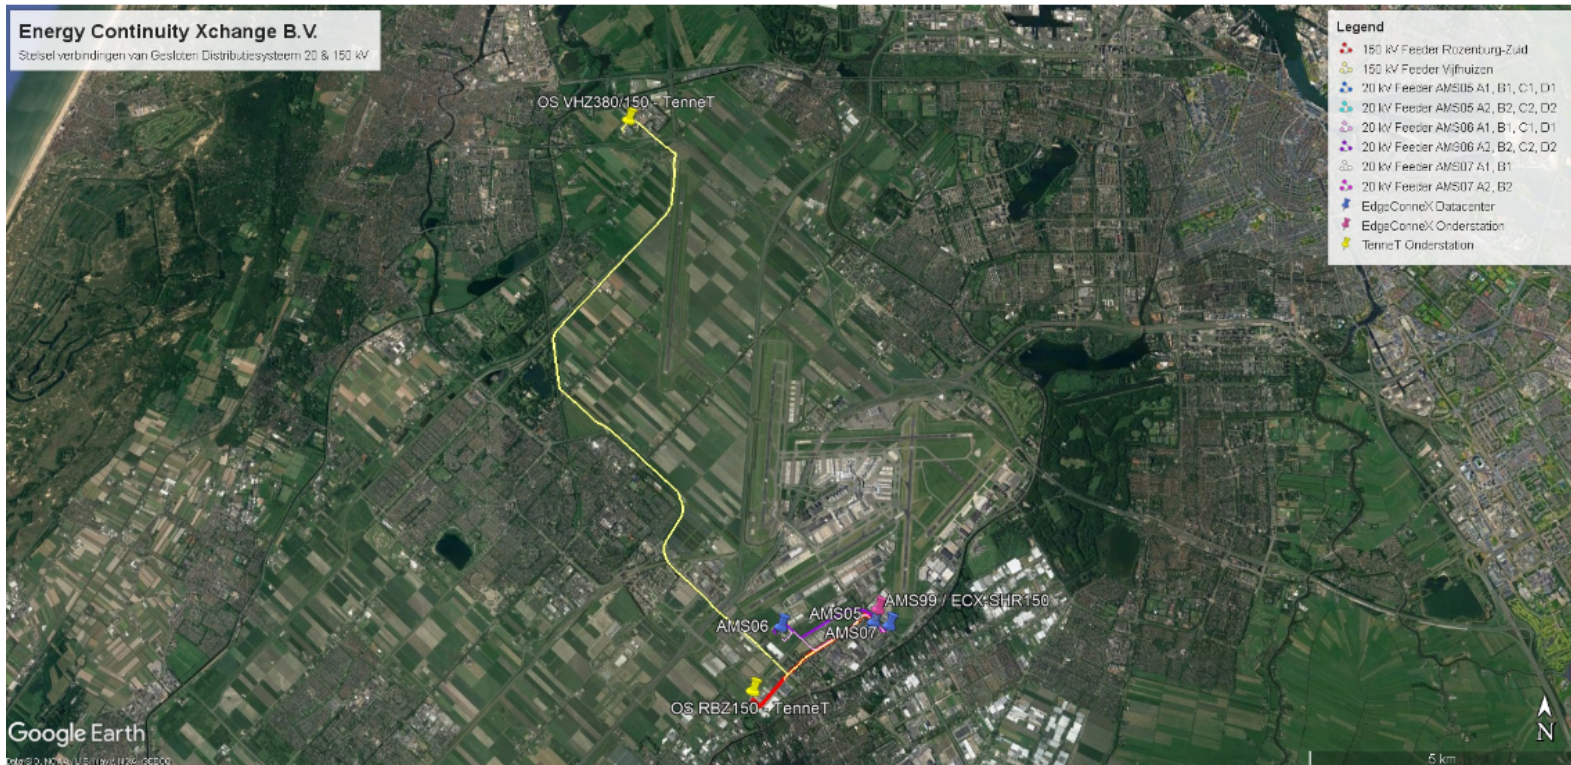 Energy Continuity Xchange B.V.
Stelsel verbindingen van Gesloten Distributiesysteem 20 & 150 kV
Legend
150 kV Feeder Rozenburg-Zuid
150 kV Feeder Vijfhuizen
20 kV Feeder AMS05 A1, B1, C1, D1
20 kV Feeder AMS05 A2, B2, C2, D2
20 kV Feeder AMS06 A1, B1, C1, D1
20 kV Feeder AMS06 A2, B2, C2, D2
20 kV Feeder AMS07 A1, B1
20 kV Feeder AMS07 A2, B2
EdgeConneX Datacenter
EdgeConneX Onderstation
TenneT Onderstation
OS VHZ380/150 - TenneT
AMS99 / ECX-SHR150
AMS05
AMS06
AMS07
OS RBZ150 - TenneT
Google Earth
N
5 km